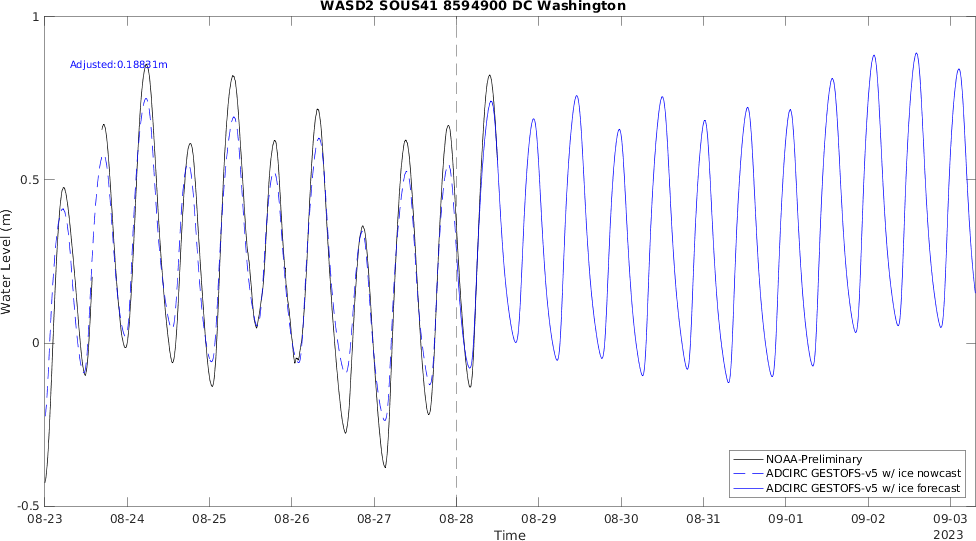 WASD2 SOUS41 8594900 DC Washington
Adjusted:0.18831m
1
0.5
0
-0.5
Water Level (m)
08-23 08-24 08-25 08-26 08-27 08-28 08-29 08-30 08-31 09-01 09-02 09-03
Time
2023
NOAA-Preliminary
ADCIRC GESTOFS-v5 w/ ice nowcast
ADCIRC GESTOFS-v5 w/ ice forecast